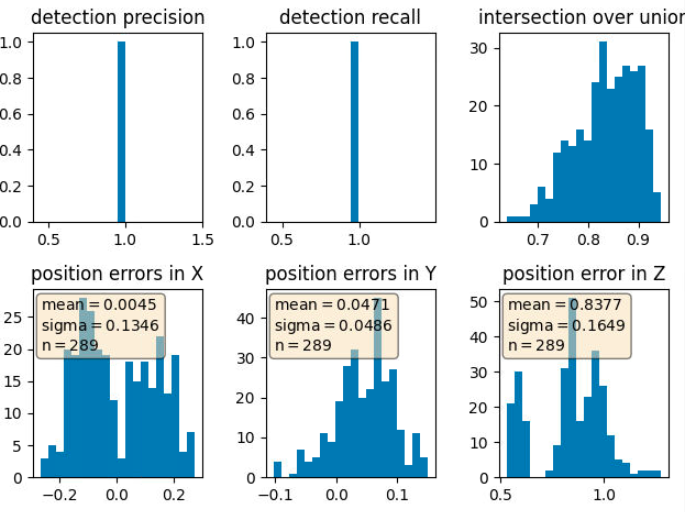 detection precision
detection recall
intersection over union
1.0
0.8
0.6
0.4
0.2
0.0
0.5 1.0 1.5
1.0
0.8
0.6
0.4
0.2
0.0
0.5 1.0
30
20
10
0
0.7 0.8 0.9
position errors in X
position errors in Y
position error in Z
mean = 0.0045
sigma = 0.1346
n = 289
25
20
15
10
5
0
−0.2 0.0 0.2
mean = 0.0471
sigma = 0.0486
n = 289
40
30
20
10
0
−0.1 0.0 0.1
mean = 0.8377
sigma = 0.1649
n = 289
50
40
30
20
10
0
0.5 1.0